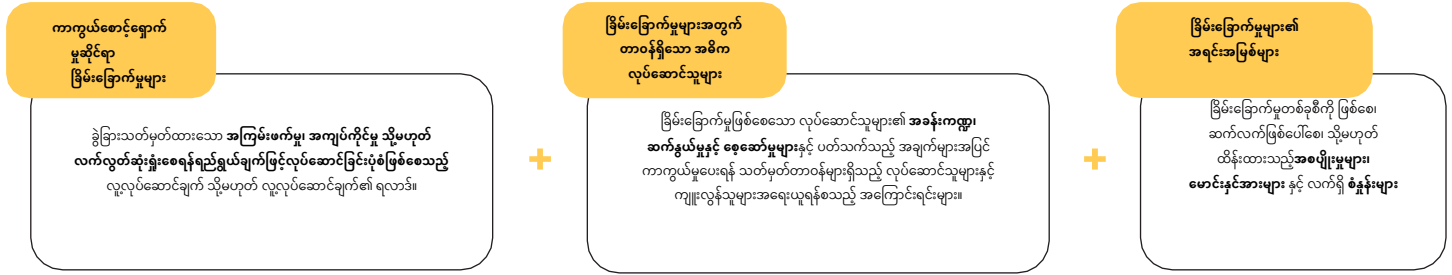 ကာကွယ်စောင့်ရှောက်
မှုဆိုင်ရာ
ခြိမ်းခြောက်မှုများ
ခွဲခြားသတ်မှတ်ထားသော အကြမ်းဖက်မှု၊ အကျပ်ကိုင်မှု သို့မဟုတ်
လက်လွတ်ဆုံးရှုံးစေရန်ရည်ရွယ်ချက်ဖြင့်လုပ်ဆောင်ခြင်းပုံစံဖြစ်စေသည့်
လူ့လုပ်ဆောင်ချက် သို့မဟုတ် လူ့လုပ်ဆောင်ချက်၏ ရလာဒ်။
+
ခြိမ်းခြောက်မှုများအတွက်
တာဝန်ရှိသော အဓိက
လုပ်ဆောင်သူများ
ခြိမ်းခြောက်မှုဖြစ်စေသော လုပ်ဆောင်သူများ၏ အခန်းကဏ္ဍ၊
ဆက်နွယ်မှုနှင့် စေ့ဆော်မှုများနှင့် ပတ်သက်သည့် အချက်များအပြင်
ကာကွယ်မှုပေးရန် သတ်မှတ်တာဝန်များရှိသည့် လုပ်ဆောင်သူများနှင့်
ကျူးလွန်သူများအရေးယူရန်စသည့် အကြောင်းရင်းများ။
+
ခြိမ်းခြောက်မှုများ၏
အရင်းအမြစ်များ
ခြိမ်းခြောက်မှုတစ်ခုစီကို ဖြစ်စေ၊
ဆက်လက်ဖြစ်ပေါ်စေ၊ သို့မဟုတ်
ထိန်းထားသည့်အစပျိုးမှုများ၊
မောင်းနှင်အားများ နှင့် လက်ရှိ စံနှုန်းများ